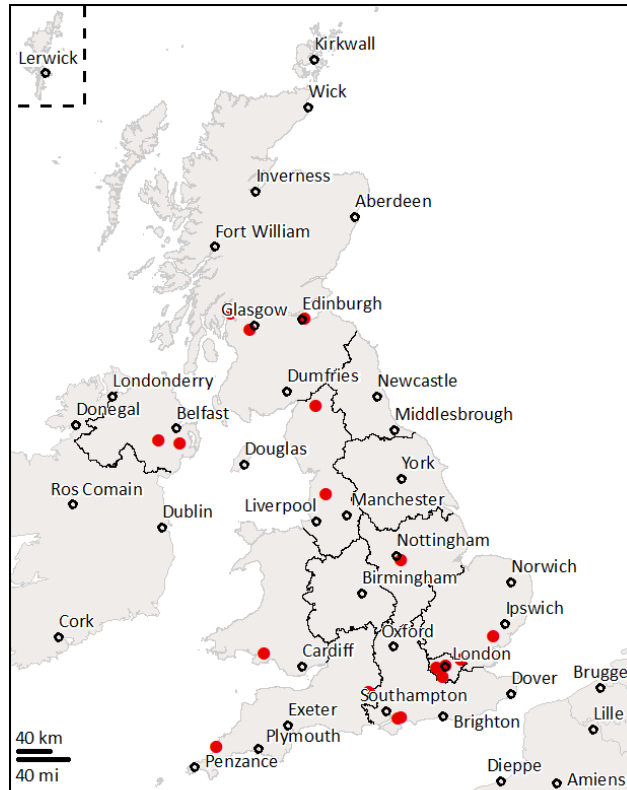 Kirkwall
Lerwick
Wick
Inverness
Aberdeen
Fort William
Glasgow
Edinburgh
Dumfries
Londonderry
Newcastle
Donegal
Belfast
Middlesbrough
Douglas
York
Ros Comain
Liverpool
Manchester
Dublin
Nottingham
Birmingham
Norwich
Ipswich
Cork
Oxford
Cardiff
London
Brugge
Southampton
Dover
Exeter
Brighton
Lille
Plymouth
40 km
Penzance
40 mi
Dieppe
Amiens